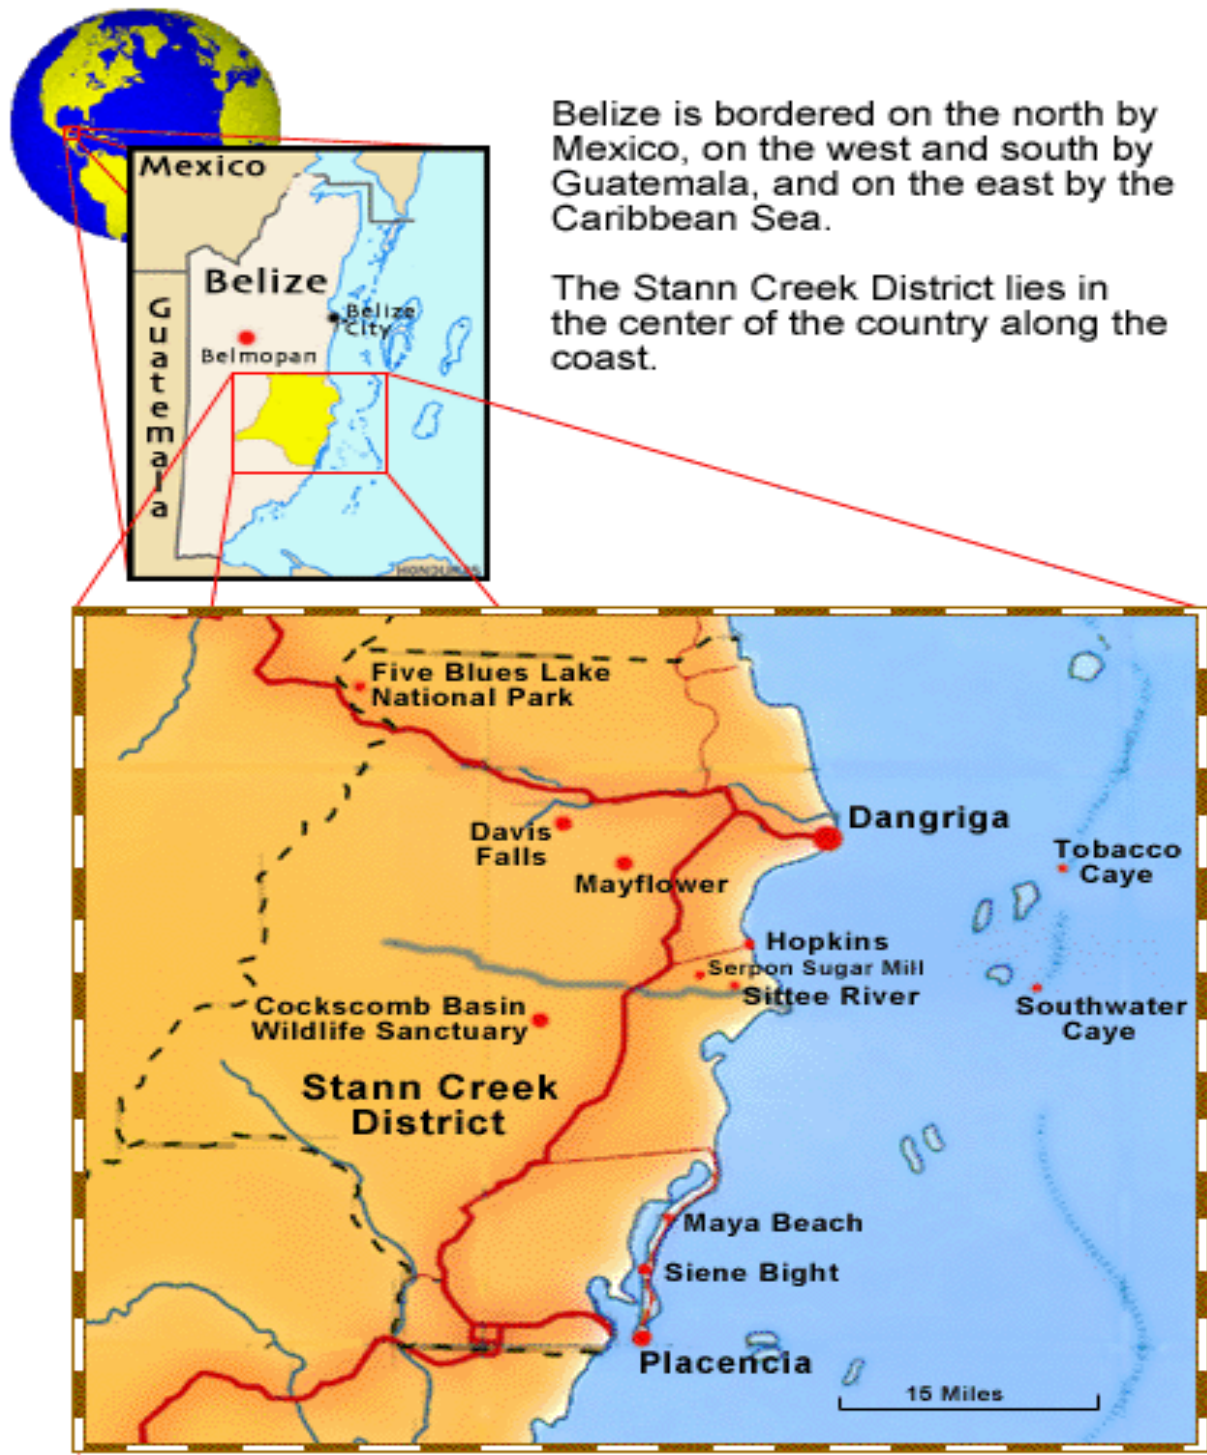 Belize is bordered on the north by
Mexico, on the west and south by
Guatemala, and on the east by the
Caribbean Sea.
The Stann Creek District lies in
the center of the country along the
coast.
Mexico
Belize
Belize
City
Belmopan
Guatemala
HONDURAS
Five Blues Lake
National Park
Dangriga
Davis
Falls
Mayflower
Tobacco
Caye
Hopkins
Serpon Sugar Mill
Sittee River
Southwater
Caye
Cockscomb Basin
Wildlife Sanctuary
Stann Creek
District
Maya Beach
Siene Bight
Placencia
15 Miles